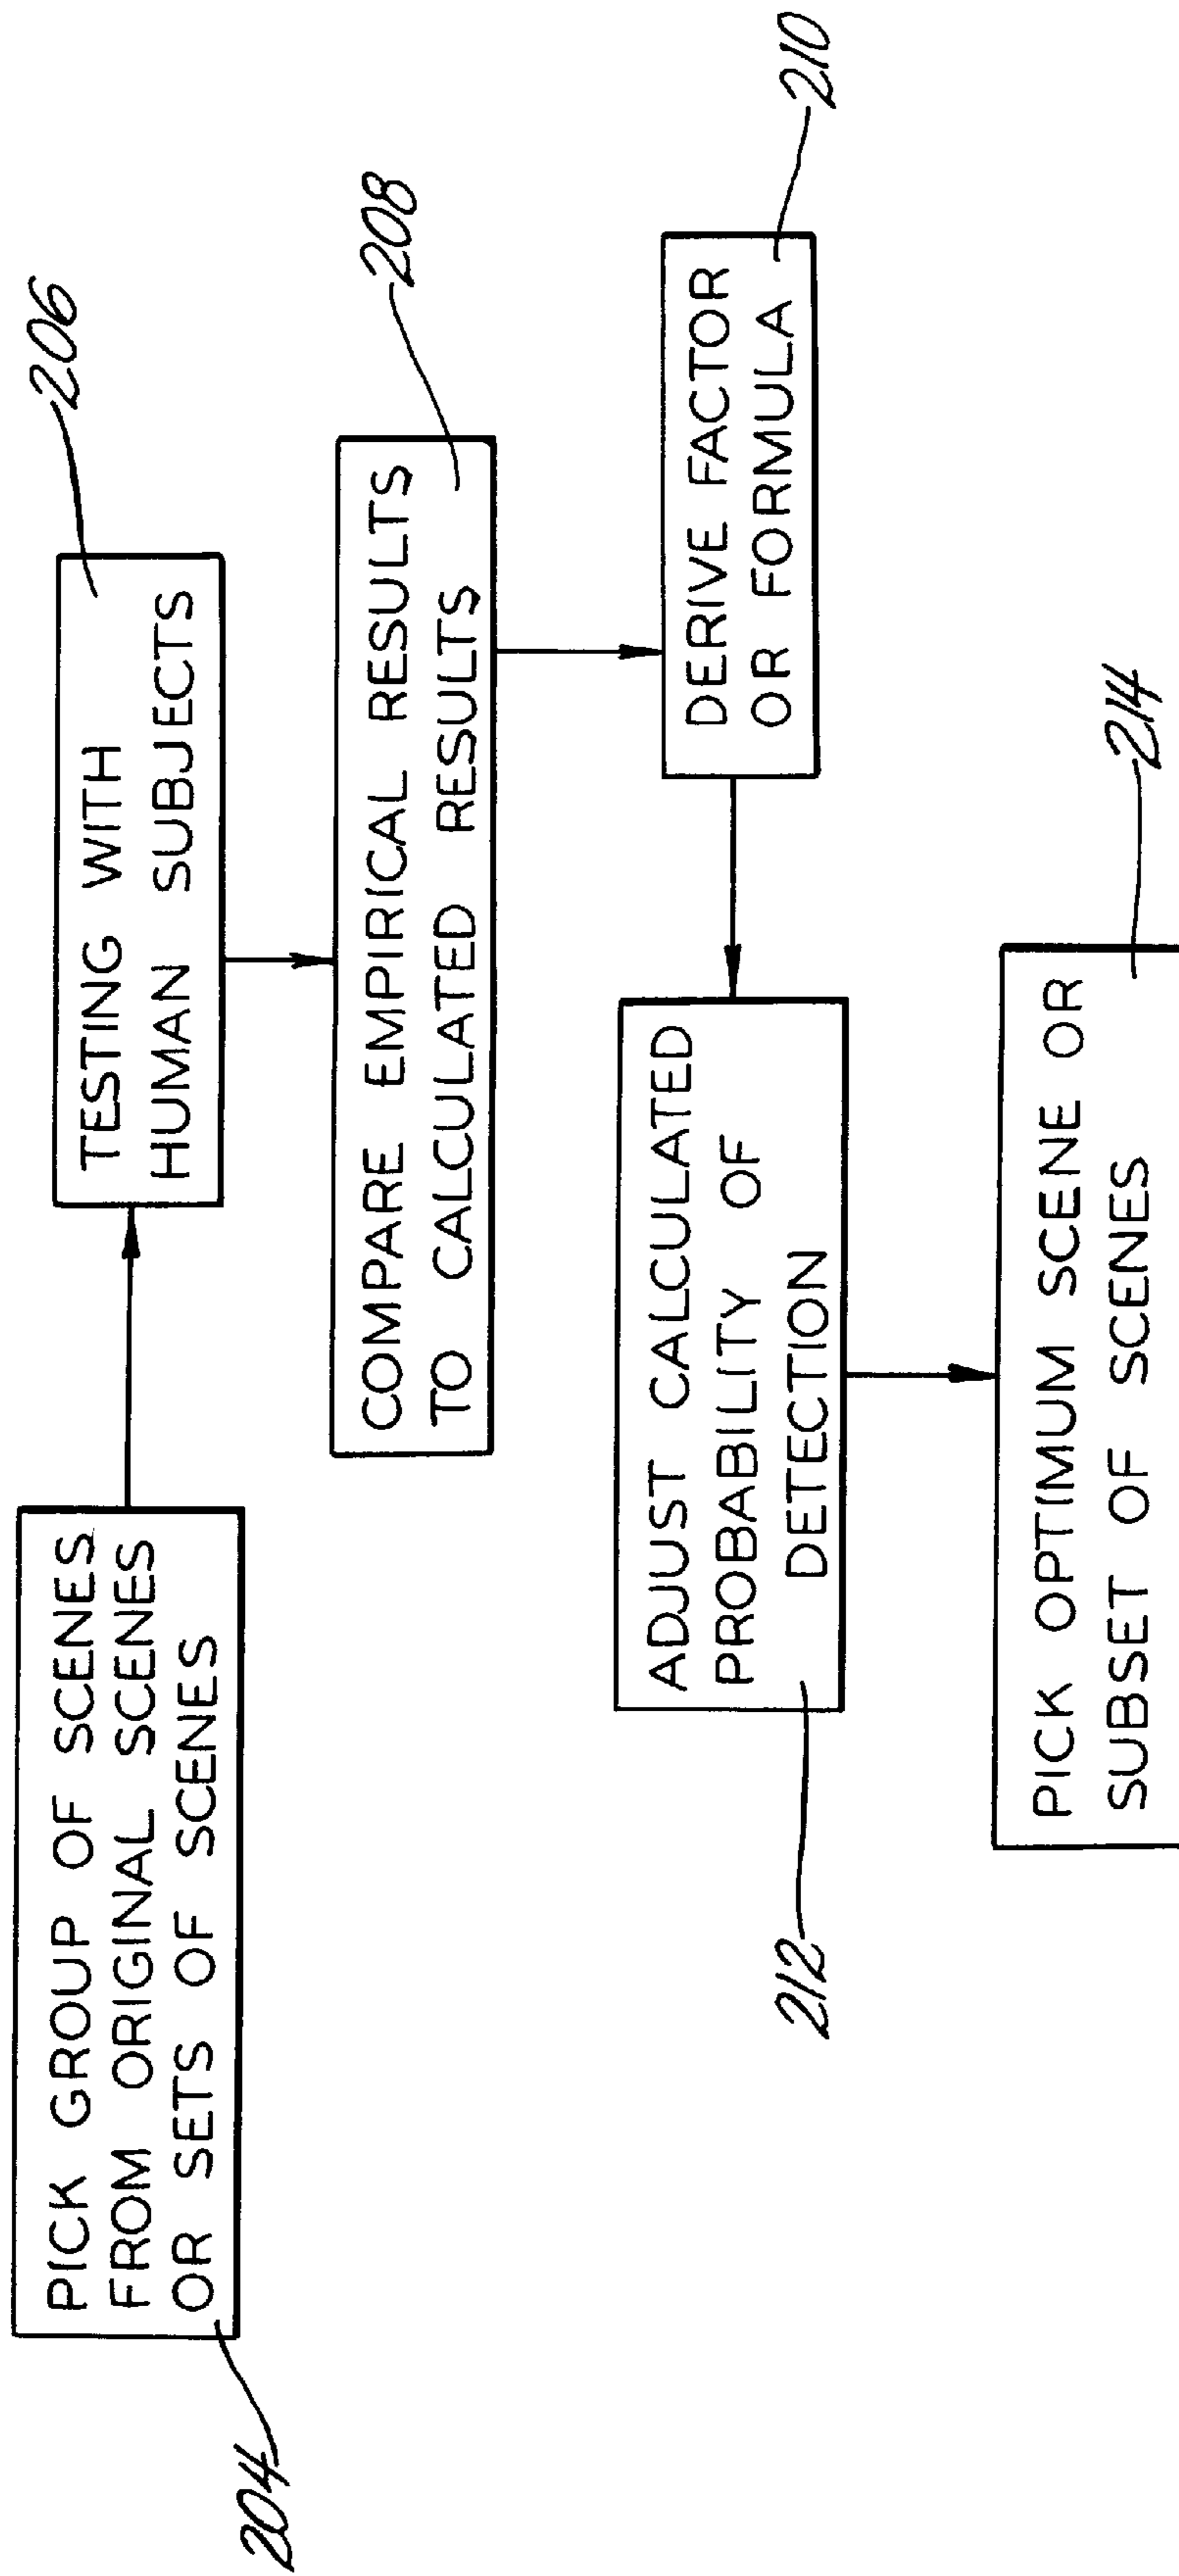 204
PICK GROUP OF SCENES
FROM ORIGINAL SCENES
OR SETS OF SCENES
206
TESTING WITH
HUMAN SUBJECTS
208
COMPARE EMPIRICAL RESULTS
TO CALCULATED RESULTS
210
DERIVE FACTOR
OR FORMULA
212
ADJUST CALCULATED
PROBABILITY OF
DETECTION
214
PICK OPTIMUM SCENE OR
SUBSET OF SCENES